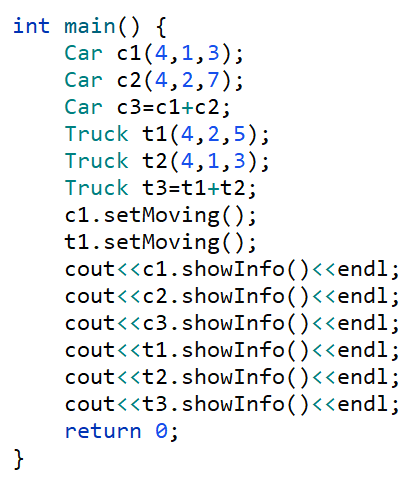 int main() {
    Car c1(4,1,3);
    Car c2(4,2,7);
    Car c3=c1+c2;
    Truck t1(4,2,5);
    Truck t2(4,1,3);
    Truck t3=t1+t2;
    c1.setMoving();
    t1.setMoving();
    cout<<c1.showInfo()<<endl;
    cout<<c2.showInfo()<<endl;
    cout<<c3.showInfo()<<endl;
    cout<<t1.showInfo()<<endl;
    cout<<t2.showInfo()<<endl;
    cout<<t3.showInfo()<<endl;
    return 0;
}